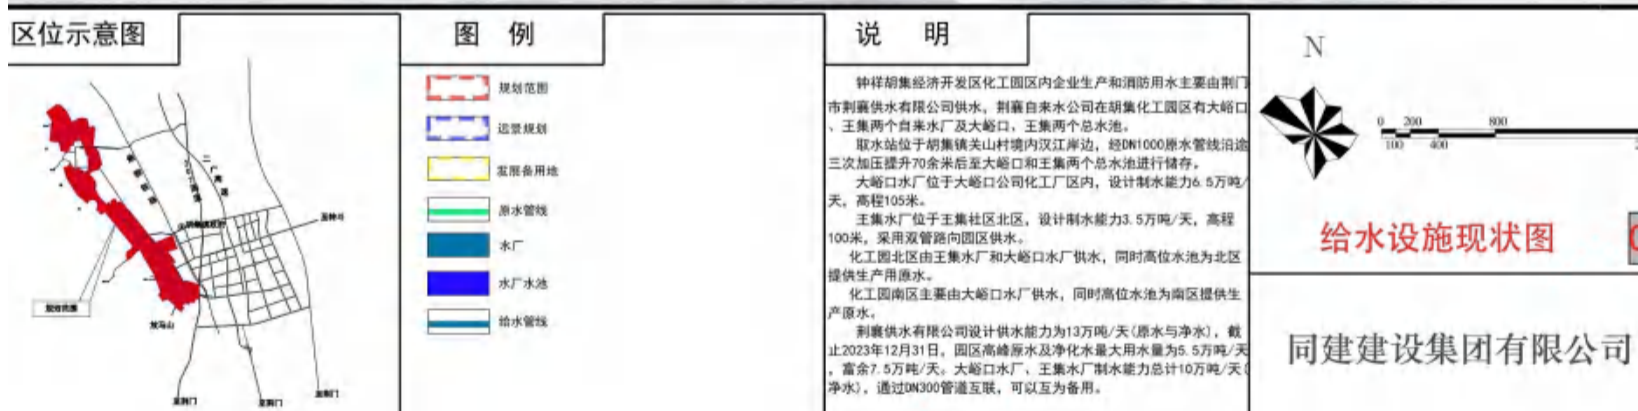 区位示意图
规划范围
放马山
至钟祥
至荆门
至荆门
至荆门
图 例
规划范围
远景规划
发展备用地
原水管线
水厂
水厂水池
给水管线
说 明
钟祥胡集经济开发区化工园区内企业生产和消防用水主要由荆门
市荆襄供水有限公司供水，荆襄自来水公司在胡集化工园区有大峪口
、王集两个自来水厂及大峪口、王集两个总水池。
取水站位于胡集镇关山村境内汉江岸边，经DN1000原水管线沿途
三次加压提升70余米后至大峪口和王集两个总水池进行储存。
大峪口水厂位于大峪口公司化工厂区内，设计制水能力6.5万吨/
天，高程105米。
王集水厂位于王集社区北区，设计制水能力3.5万吨/天，高程
100米，采用双管路向园区供水。
化工园北区由王集水厂和大峪口水厂供水，同时高位水池为北区
提供生产用原水。
化工园南区主要由大峪口水厂供水，同时高位水池为南区提供生
产原水。
荆襄供水有限公司设计供水能力为13万吨/天(原水与净水)，截
止2023年12月31日，园区高峰原水及净化水最大用水量为5.5万吨/天
，富余7.5万吨/天。大峪口水厂、王集水厂制水能力总计10万吨/天(
净水)，通过DN300管道互联，可以互为备用。
N
0 200 800
100 400
给水设施现状图
同建建设集团有限公司